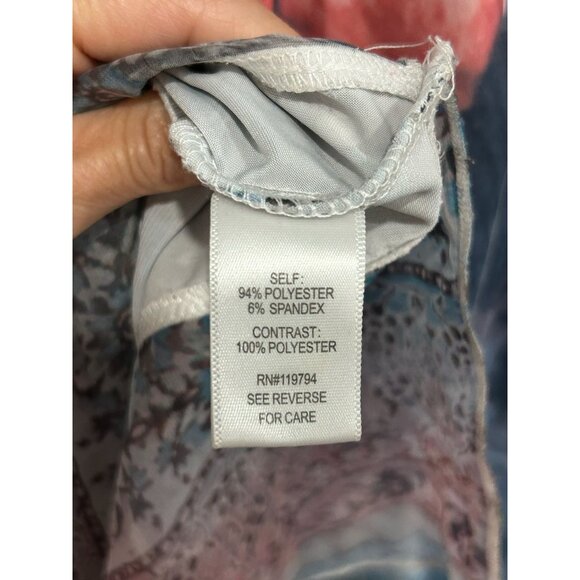 SELF:
94% POLYESTER
6% SPANDEX
CONTRAST:
100% POLYESTER
RN#119794
SEE REVERSE
FOR CARE